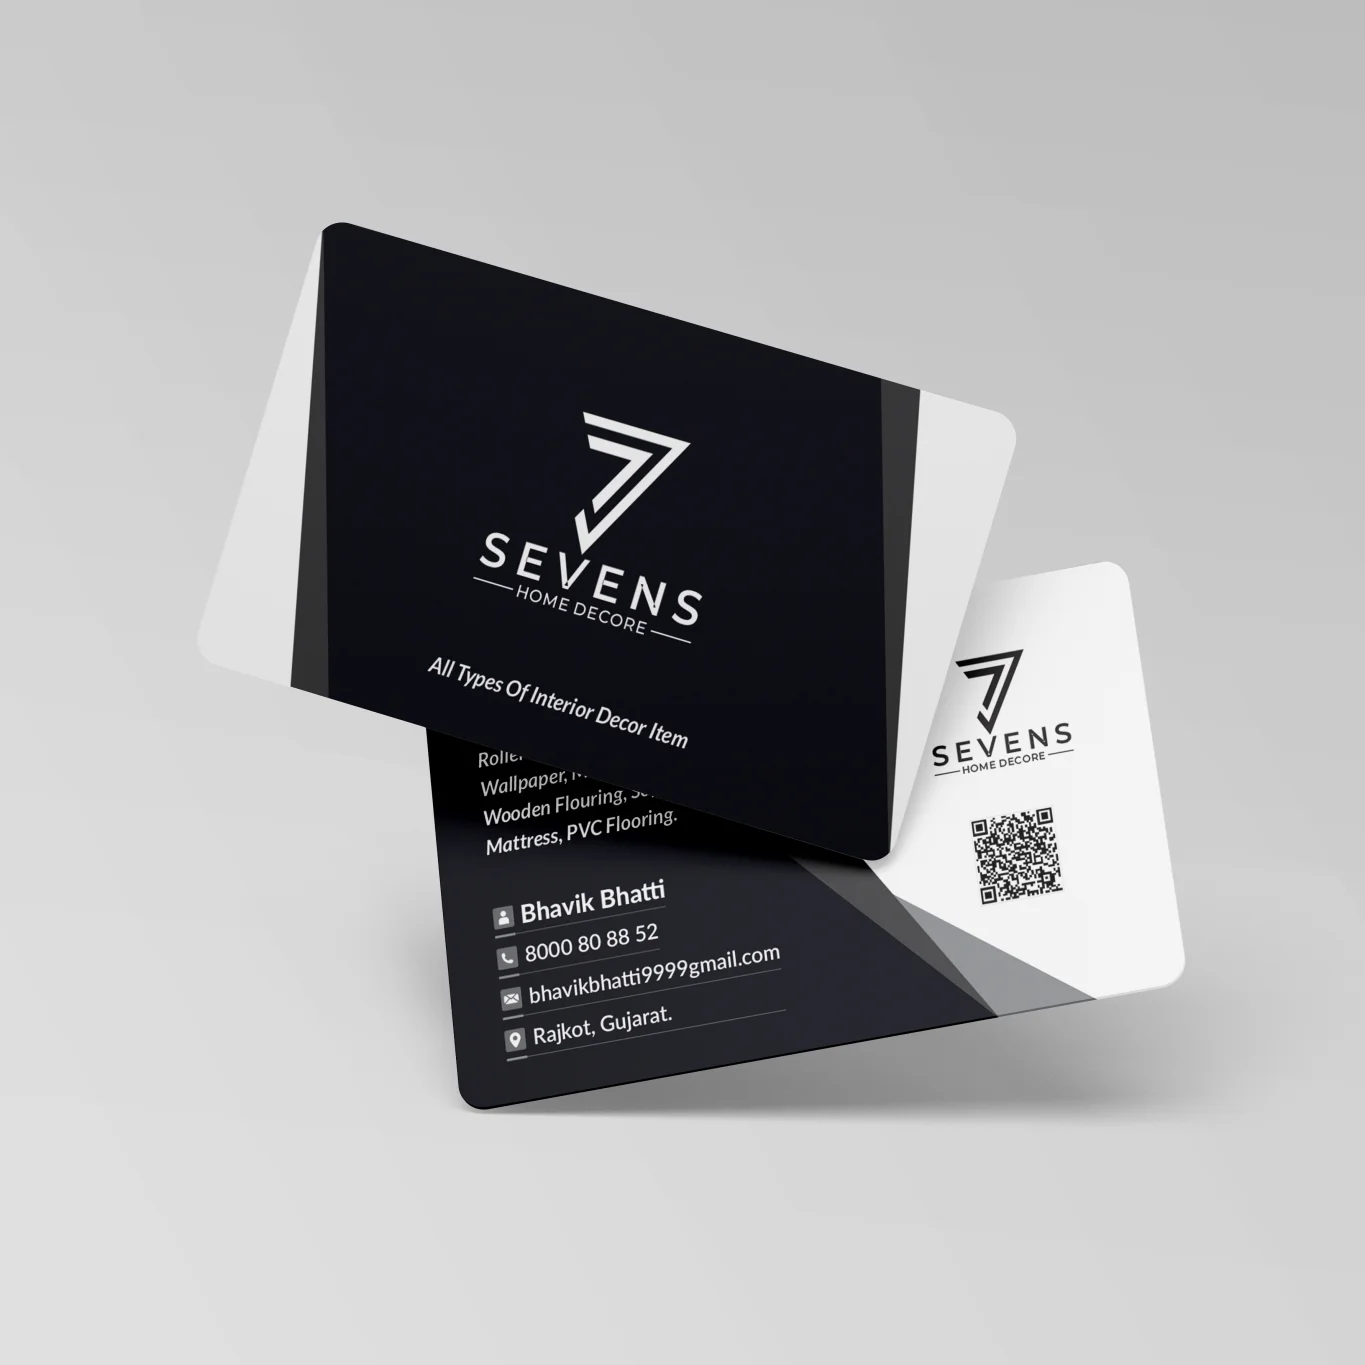 SEVENS
HOME DECORE
All Types Of Interior Decor Item
SEVENS
HOME DECORE
Wallpaper,
Wooden Flouring,
Mattress, PVC Flooring.
Bhavik Bhatti
8000 80 88 52
bhavikbhatti9999gmail.com
Rajkot, Gujarat.